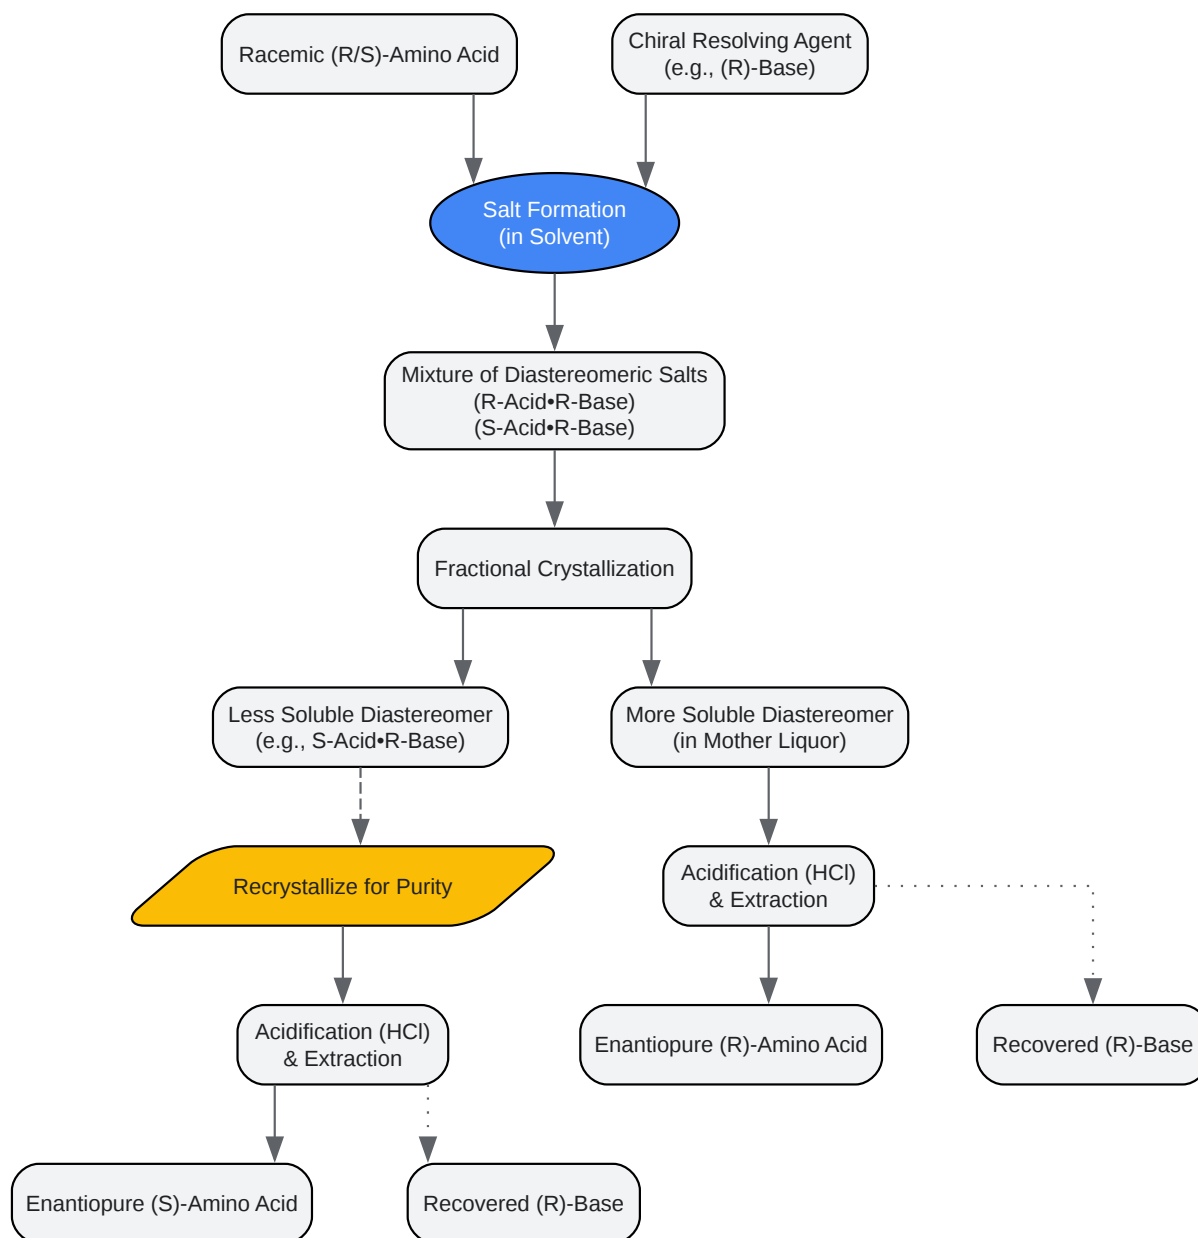 Racemic (R/S)-Amino Acid
Chiral Resolving Agent
(e.g., (R)-Base)
Salt Formation
(in Solvent)
Mixture of Diastereomeric Salts
(R-Acid•R-Base)
(S-Acid•R-Base)
Fractional Crystallization
Less Soluble Diastereomer
(e.g., S-Acid•R-Base)
More Soluble Diastereomer
(in Mother Liquor)
Recrystallize for Purity
Acidification (HCl)
& Extraction
Acidification (HCl)
& Extraction
Enantiopure (R)-Amino Acid
Recovered (R)-Base
Enantiopure (S)-Amino Acid
Recovered (R)-Base